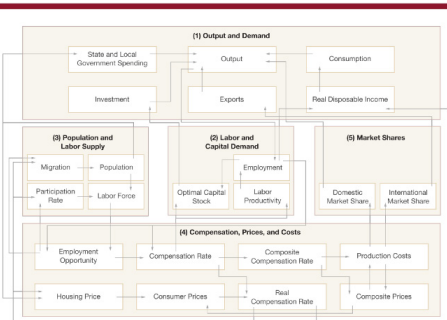 (1) Output and Demand
State and Local
Government Spending
Output
Consumption
Investment
Exports
Real Disposable Income
(3) Population and
Labor Supply
(2) Labor and
Capital Demand
(5) Market Shares
Migration
Population
Employment
Participation
Rate
Labor Force
Optimal Capital
Stock
Labor
Productivity
Domestic
Market Share
International
Market Share
(4) Compensation, Prices, and Costs
Employment
Opportunity
Compensation Rate
Composite
Compensation Rate
Production Costs
Housing Price
Consumer Prices
Real
Compensation Rate
Composite Prices